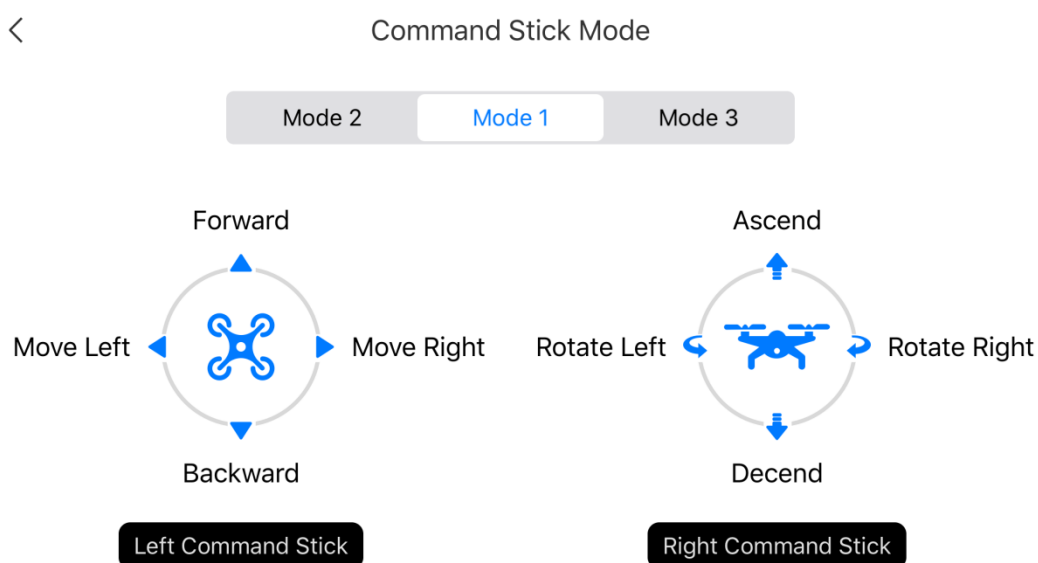 Command Stick Mode
Mode 2 Mode 1 Mode 3
Forward
Move Left Move Right
Backward
Left Command Stick
Ascend
Rotate Left Rotate Right
Decend
Right Command Stick